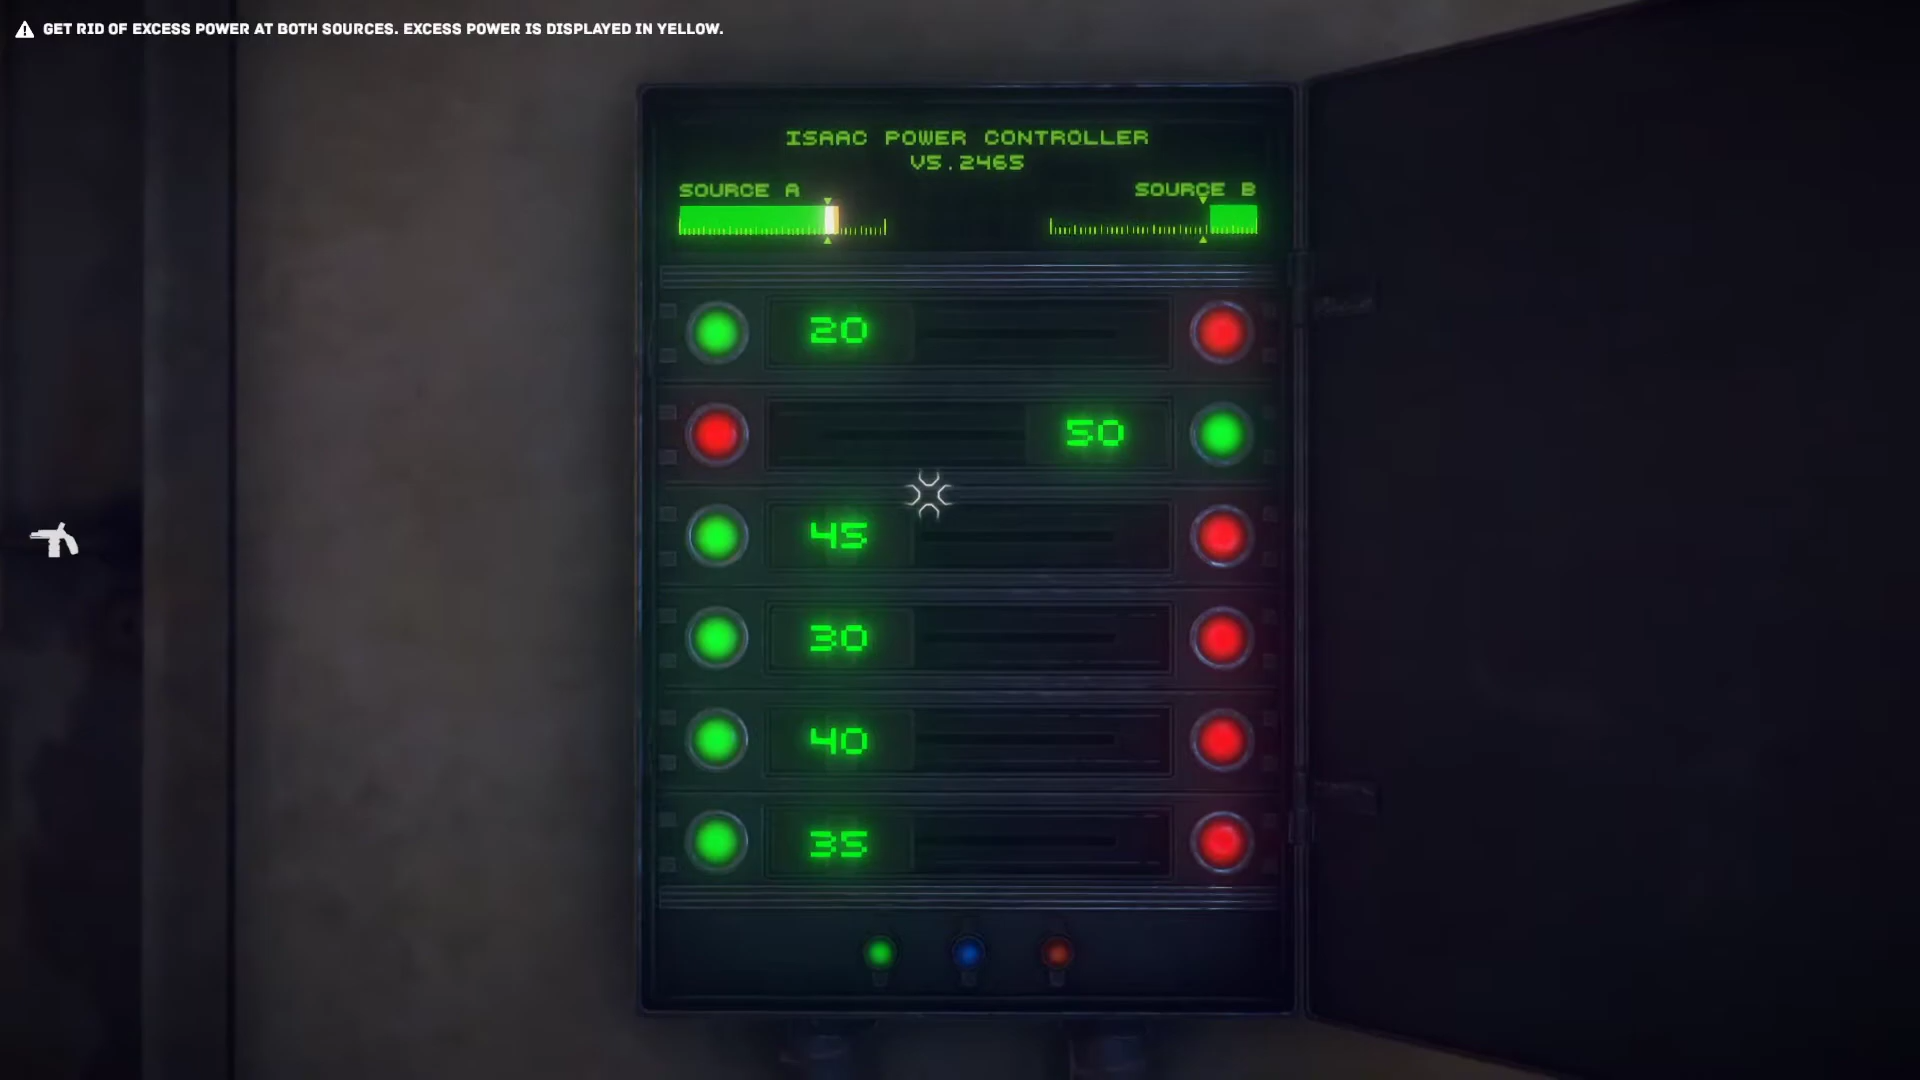 GET RID OF EXCESS POWER AT BOTH SOURCES. EXCESS POWER IS DISPLAYED IN YELLOW.
ISAAC POWER CONTROLLER
V5.2465
SOURCE A
SOURCE B
20
50
45
30
40
35